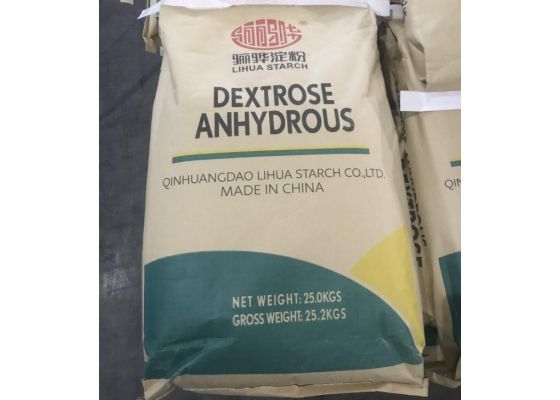 骊骅淀粉
LIHUA STARCH
DEXTROSE
ANHYDROUS
QINHUANGDAO LIHUA STARCH CO.,LTD.
MADE IN CHINA
NET WEIGHT: 25.0KGS
GROSS WEIGHT: 25.2KGS